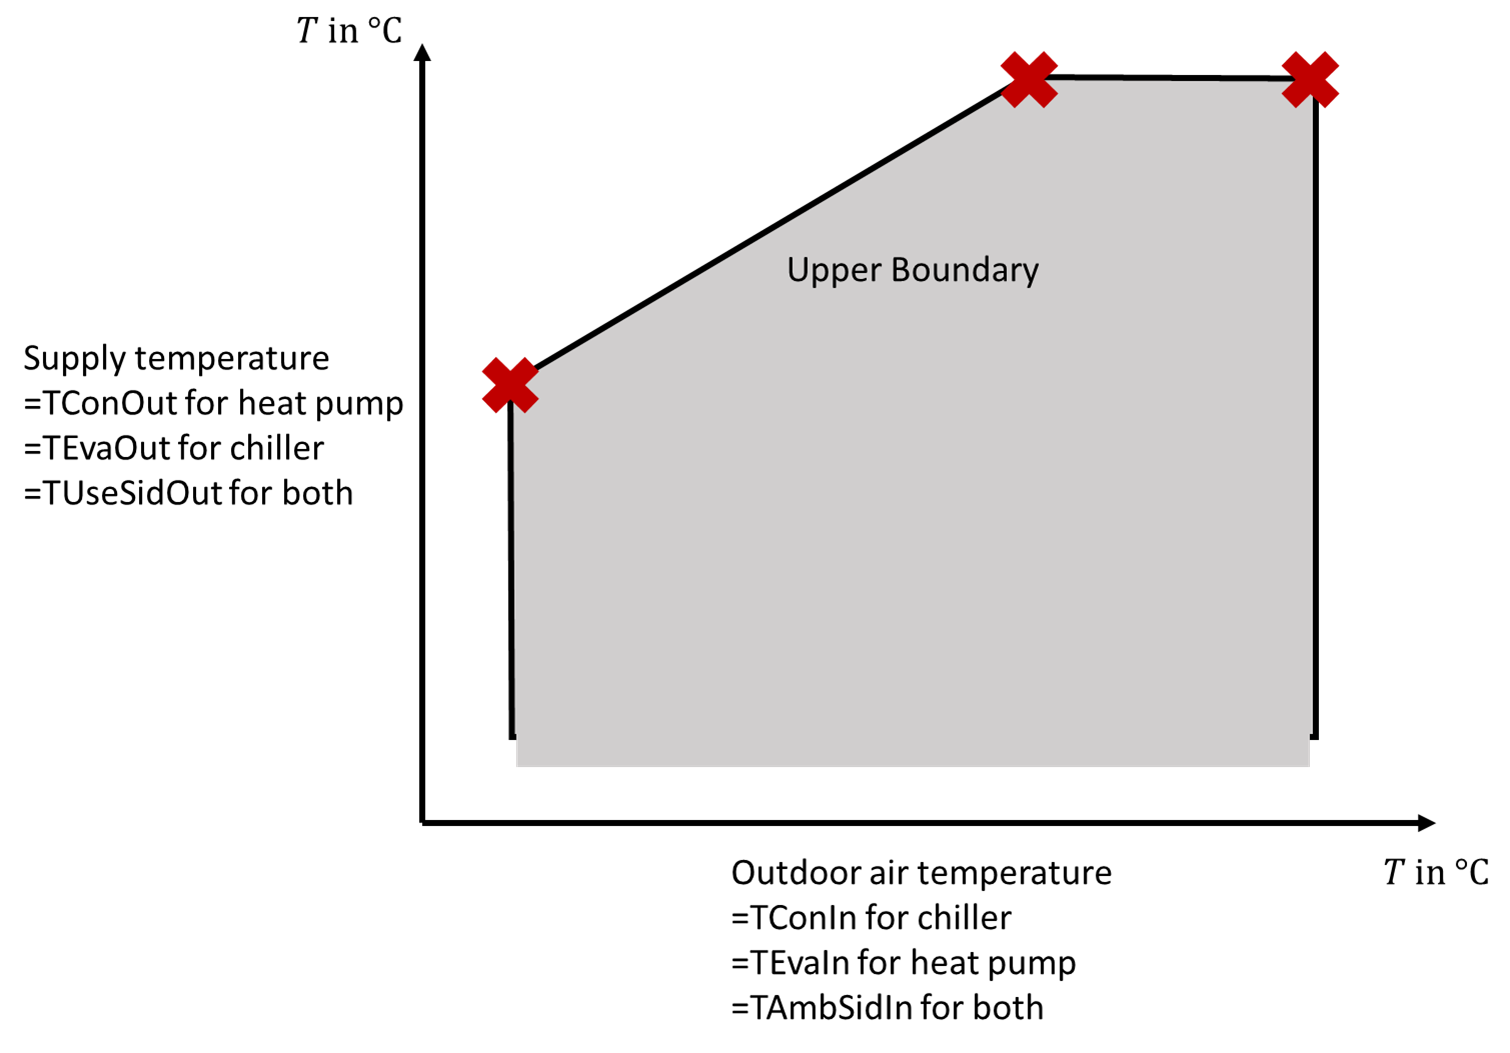 T in °C
Upper Boundary
Supply temperature
=TConOut for heat pump
=TEvaOut for chiller
=TUseSidOut for both
Outdoor air temperature
T in °C
=TConIn for chiller
=TEvaIn for heat pump
=TAmbSidIn for both